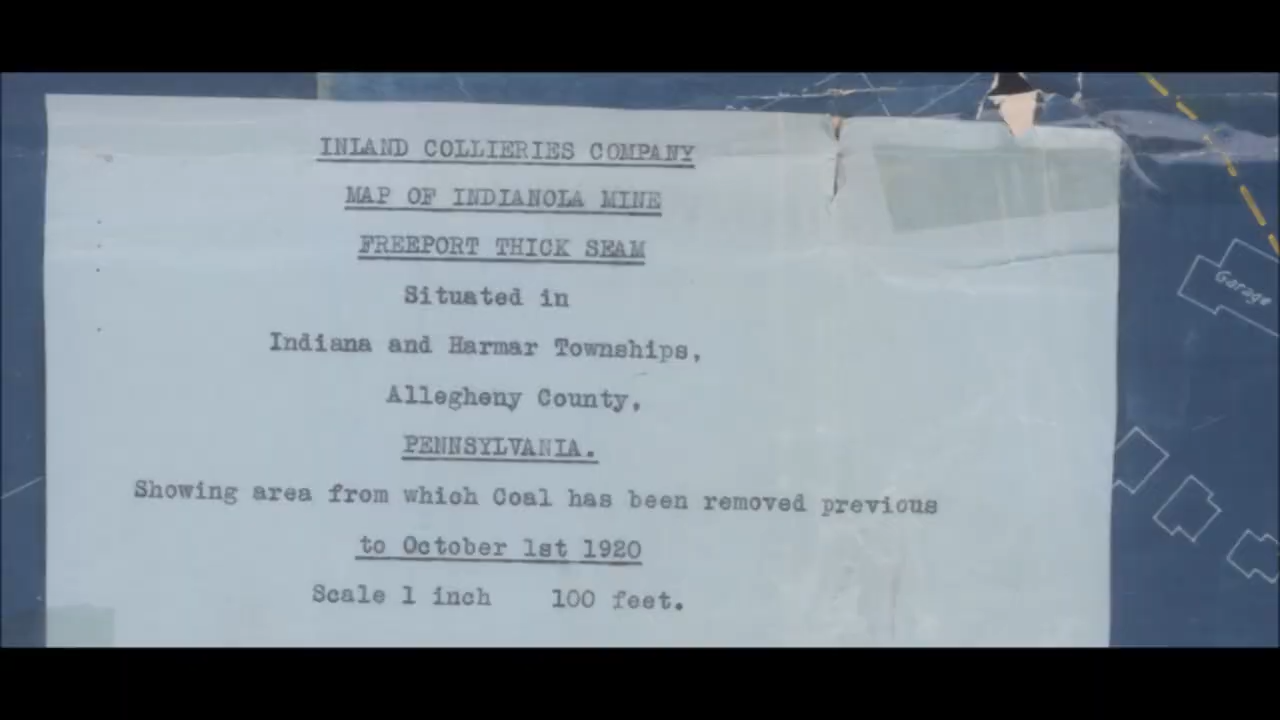 INLAND COLLIERIES COMPANY
MAP OF INDIANOLA MINE
FREEPORT THICK SEAM
Situated in
Indiana and Harmar Townships,
Allegheny County,
PENNSYLVANIA.
Showing area from which Coal has been removed previous
to October 1st 1920
Scale 1 inch 100 feet.
Garage